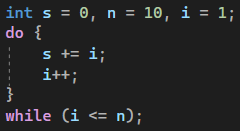 int s = 0, n = 10, i = 1;
do {
    s += i;
    i++;
}
while (i <= n);